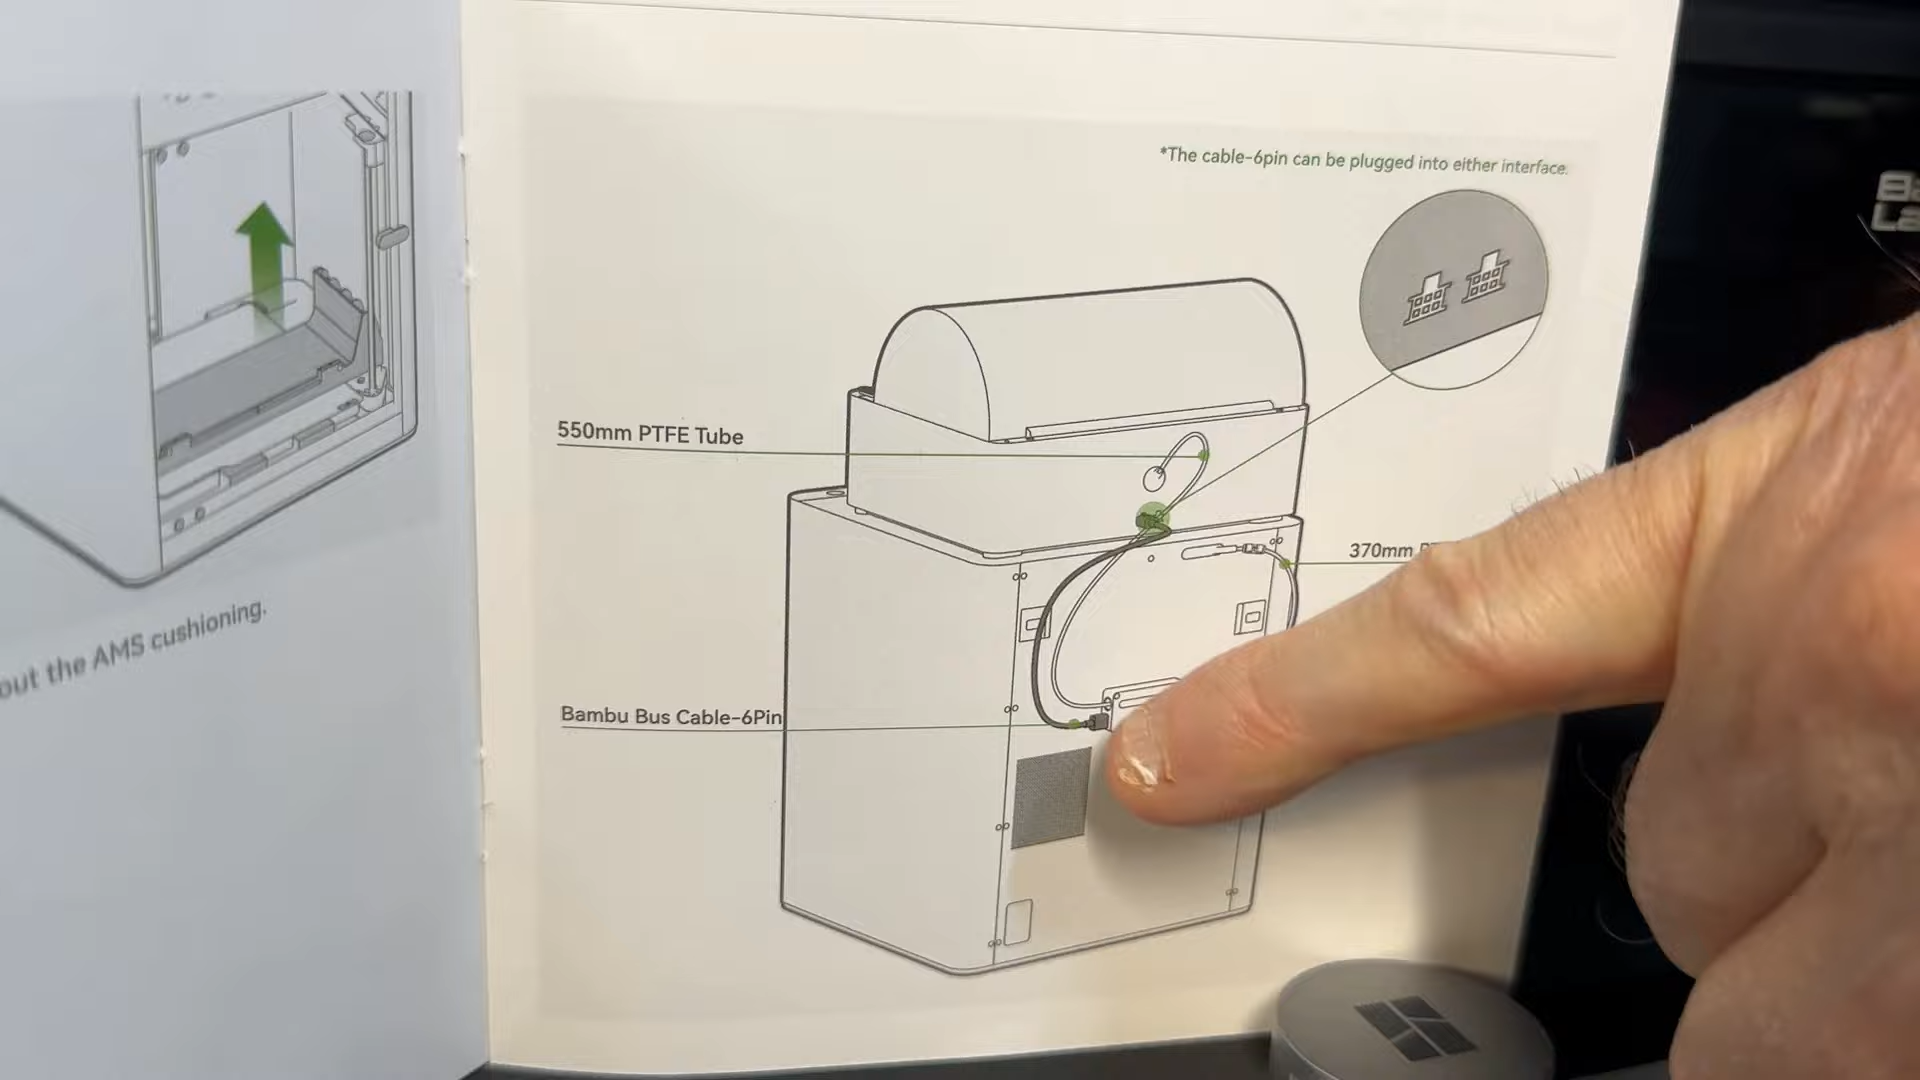 out the AMS cushioning.
*The cable-6pin can be plugged into either interface.
550mm PTFE Tube
370mm
Bambu Bus Cable-6Pin